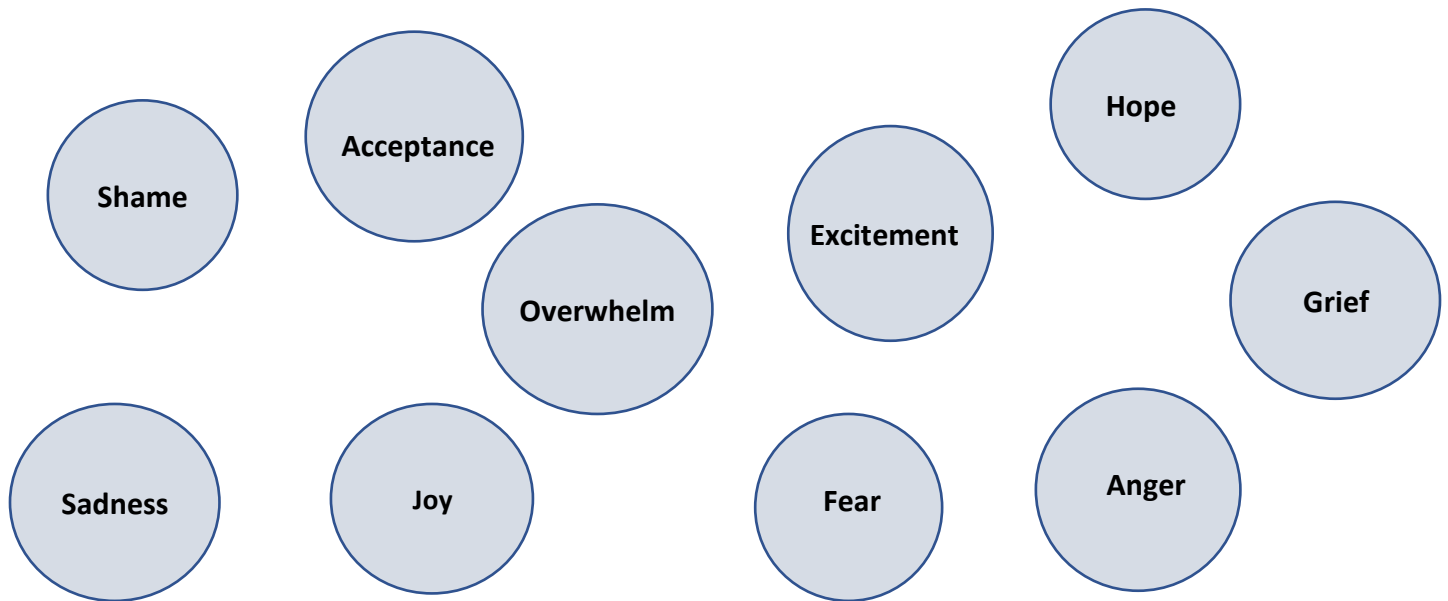 Hope
Acceptance
Shame
Excitement
Overwhelm
Grief
Sadness
Joy
Fear
Anger